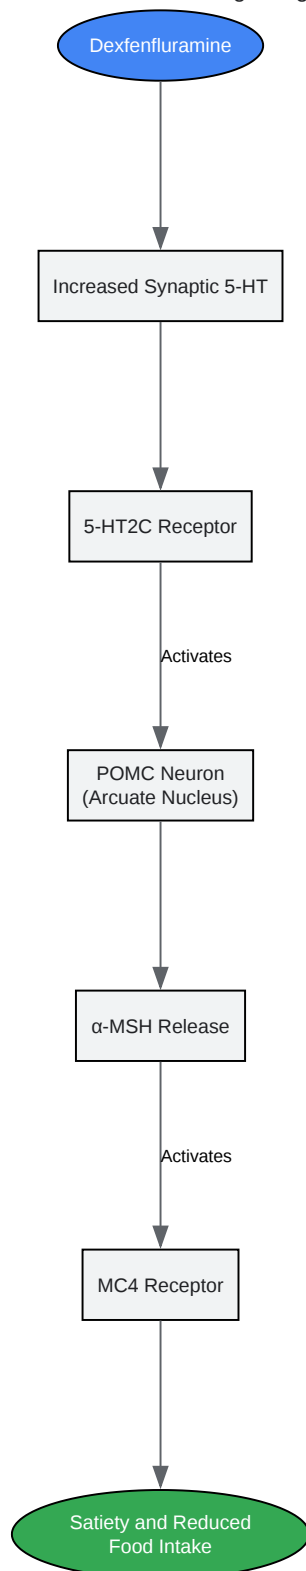 Dexfenfluramine
Increased Synaptic 5-HT
5-HT2C Receptor
Activates
POMC Neuron
(Arcuate Nucleus)
α-MSH Release
Activates
MC4 Receptor
Satiety and Reduced
Food Intake